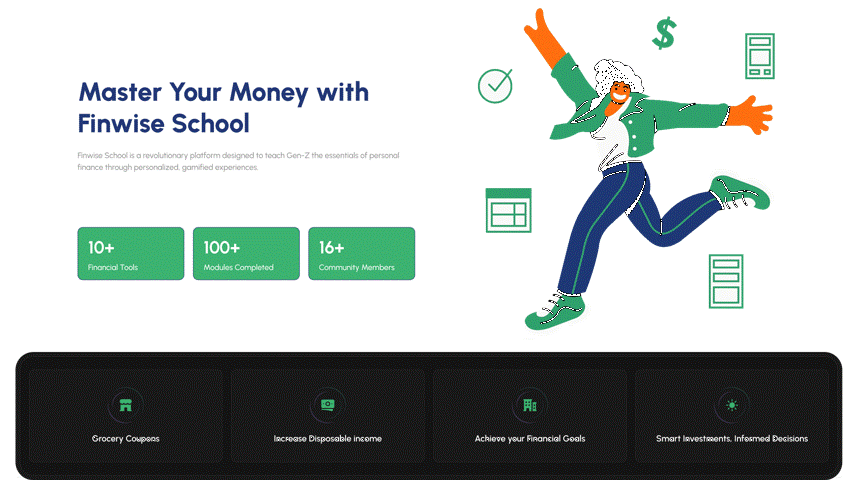 Master Your Money with
Finwise School
Finwise School is a revolutionary platform designed to teach Gen-Z the essentials of personal
finance through personalized, gamified experiences.
10+
Financial Tools
100+
Modules Completed
16+
Community Members
$
Grocery Coupons
Increase Disposable income
Achieve your Financial Goals
Smart Investments, Informed Decisions